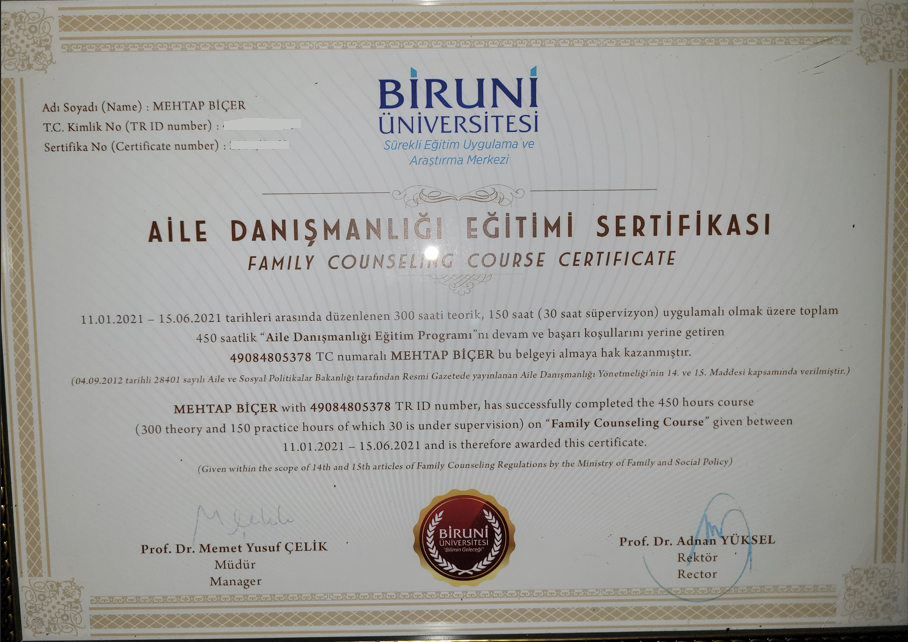 Adı Soyadı (Name) : MEHTAP BİÇER
T.C. Kimlik No (TR ID number) :
Sertifika No (Certificate number) :
BİRUNİ
ÜNİVERSİTESİ
Sürekli Eğitim Uygulama ve
Araştırma Merkezi
AİLE DANIŞMANLIĞI EĞİTİMİ SERTİFİKASI
FAMILY COUNSELING COURSE CERTIFICATE
11.01.2021 – 15.06.2021 tarihleri arasında düzenlenen 300 saati teorik, 150 saat (30 saat süpervizyon) uygulamalı olmak üzere toplam
450 saatlik “Aile Danışmanlığı Eğitim Programı”nı devam ve başarı koşullarını yerine getiren
49084805378 TC numaralı MEHTAP BİÇER bu belgeyi almaya hak kazanmıştır.
(04.09.2012 tarihli 28401 sayılı Aile ve Sosyal Politikalar Bakanlığı tarafından Resmi Gazetede yayınlanan Aile Danışmanlığı Yönetmeliği'nin 14. ve 15. Maddesi kapsamında verilmiştir.)
MEHTAP BİÇER with 49084805378 TR ID number, has successfully completed the 450 hours course
(300 theory and 150 practice hours of which 30 is under supervision) on “Family Counseling Course” given between
11.01.2021 – 15.06.2021 and is therefore awarded this certificate.
(Given within the scope of 14th and 15th articles of Family Counseling Regulations by the Ministry of Family and Social Policy)
Prof. Dr. Memet Yusuf ÇELİK
Müdür
Manager
BİRUNİ
ÜNİVERSİTESİ
"Bilimin Geleceği"
Prof. Dr. Adnan YÜKSEL
Rektör
Rector